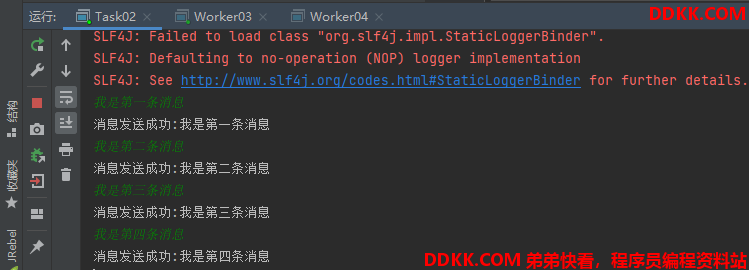 运行: Task02 × Worker03 × Worker04 ×
DDKK.COM
SLF4J: Failed to load class "org.slf4j.impl.StaticLoggerBinder".
SLF4J: Defaulting to no-operation (NOP) logger implementation
SLF4J: See http://www.slf4j.org/codes.html#StaticLoggerBinder for further details.
我是第一条消息
消息发送成功:我是第一条消息
我是第二条消息
消息发送成功:我是第二条消息
我是第三条消息
消息发送成功:我是第三条消息
我是第四条消息
消息发送成功:我是第四条消息
结构
收藏夹
JRebel
DDKK.COM 弟弟快看，程序员编程资料站